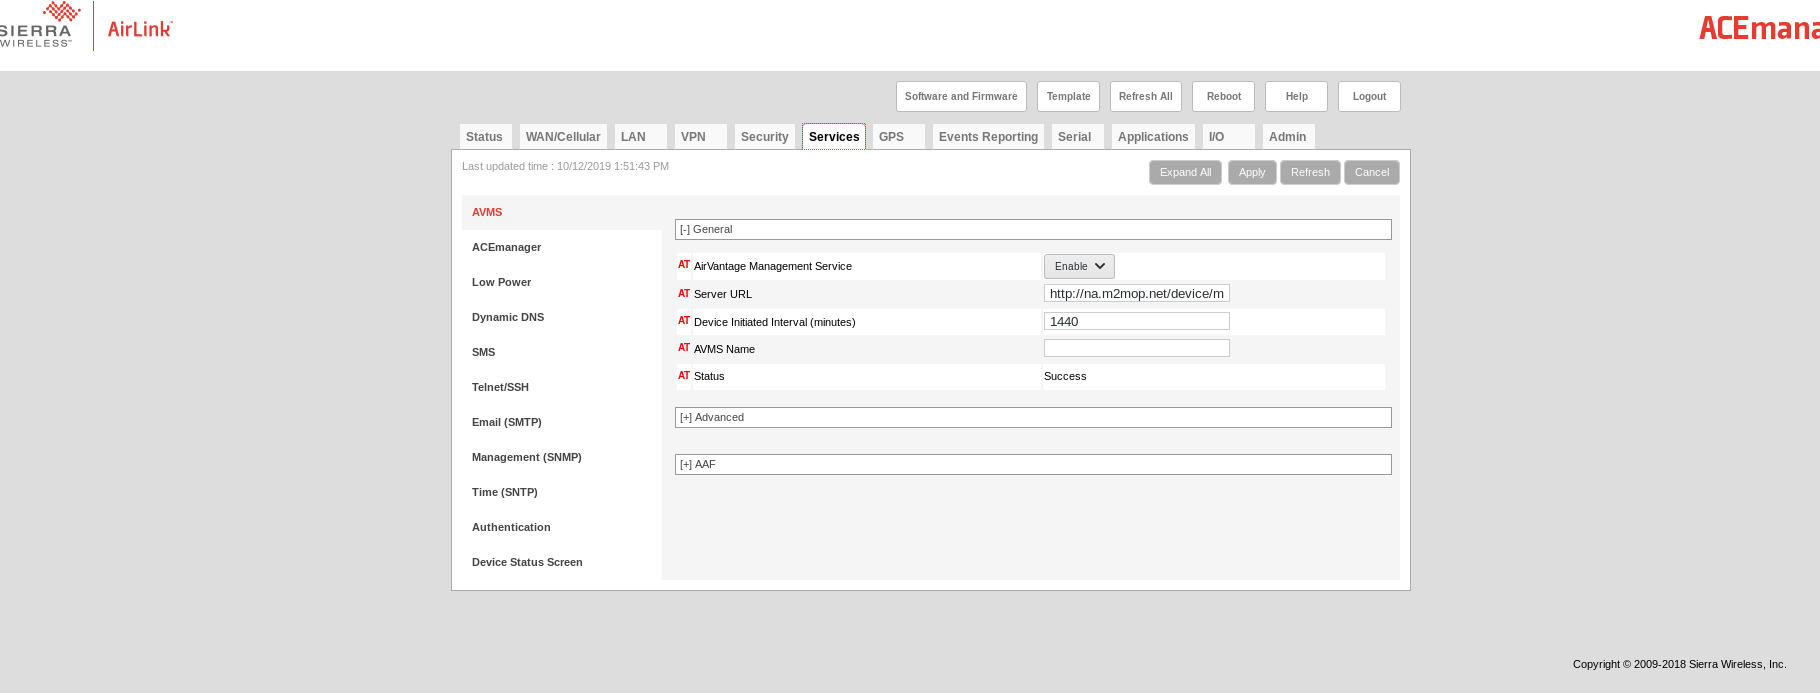 SIERRA
WIRELESS™
AirLink™
ACEmana
Software and Firmware Template Refresh All Reboot Help Logout
Status WAN/Cellular LAN VPN Security Services GPS Events Reporting Serial Applications I/O Admin
Last updated time : 10/12/2019 1:51:43 PM
Expand All Apply Refresh Cancel
AVMS
ACEmanager
Low Power
Dynamic DNS
SMS
Telnet/SSH
Email (SMTP)
Management (SNMP)
Time (SNTP)
Authentication
Device Status Screen
[-] General
AT AirVantage Management Service Enable
AT Server URL http://na.m2mop.net/device/m
AT Device Initiated Interval (minutes) 1440
AT AVMS Name
AT Status Success
[+] Advanced
[+] AAF
Copyright © 2009-2018 Sierra Wireless, Inc.